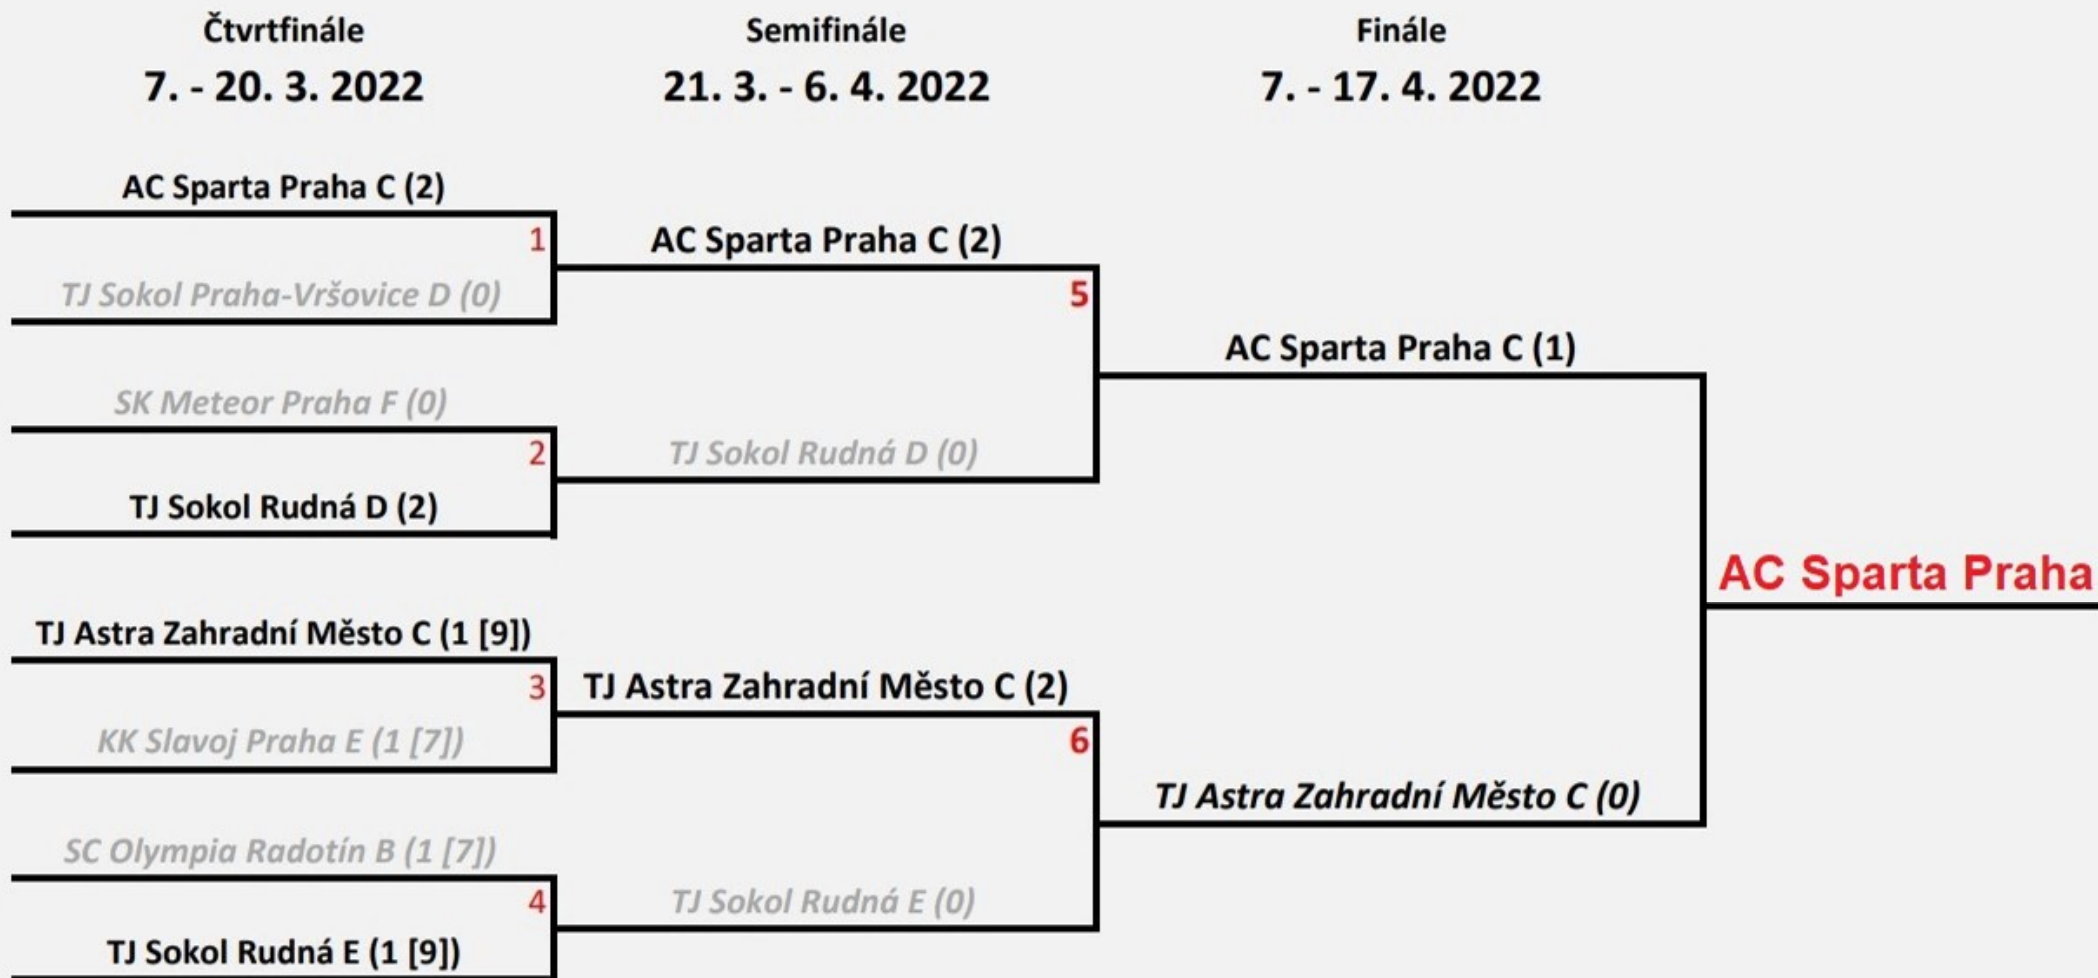 Čtvrtfinále
7. - 20. 3. 2022
Semifinále
21. 3. - 6. 4. 2022
Finále
7. - 17. 4. 2022
AC Sparta Praha C (2)
1
TJ Sokol Praha-Vršovice D (0)
SK Meteor Praha F (0)
2
TJ Sokol Rudná D (2)
TJ Astra Zahradní Město C (1 [9])
3
KK Slavoj Praha E (1 [7])
SC Olympia Radotín B (1 [7])
4
TJ Sokol Rudná E (1 [9])
AC Sparta Praha C (2)
5
TJ Sokol Rudná D (0)
TJ Astra Zahradní Město C (2)
6
TJ Sokol Rudná E (0)
AC Sparta Praha C (1)
TJ Astra Zahradní Město C (0)
AC Sparta Praha